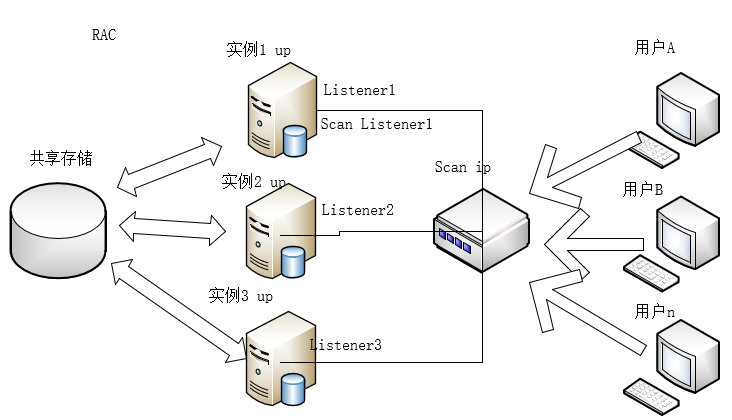 RAC
实例1 up
用户A
Listener1
Scan Listener1
共享存储
Scan ip
实例2 up
用户B
Listener2
实例3 up
用户n
Listener3